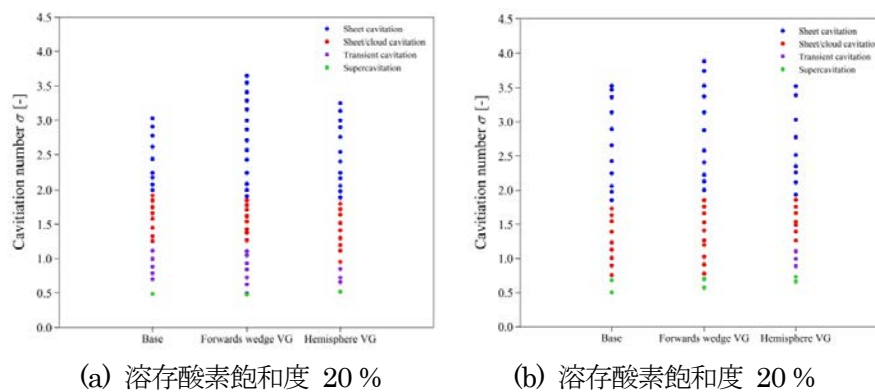 4.5
4.0
3.5
3.0
2.5
2.0
1.5
1.0
0.5
0.0
Cavitiation number σ [-]
Sheet cavitation
Sheet/cloud cavitation
Transient cavitation
Supercavitation
Base
Forwards wedge VG
Hemisphere VG
(a) 溶存酸素飽和度 20 %
4.5
4.0
3.5
3.0
2.5
2.0
1.5
1.0
0.5
0.0
Cavitiation number σ [-]
Sheet cavitation
Sheet/cloud cavitation
Transient cavitation
Supercavitation
Base
Forwards wedge VG
Hemisphere VG
(b) 溶存酸素飽和度 20 %